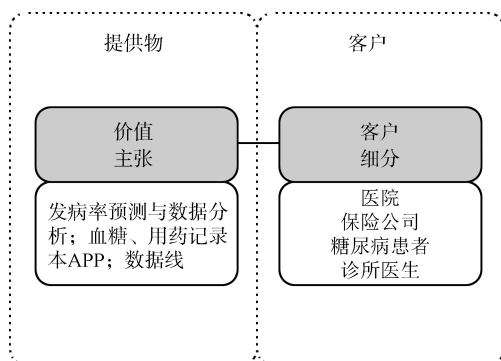 提供物
客户
价值
主张
客户
细分
发病率预测与数据分
析；血糖、用药记录
本APP；数据线
医院
保险公司
糖尿病患者
诊所医生